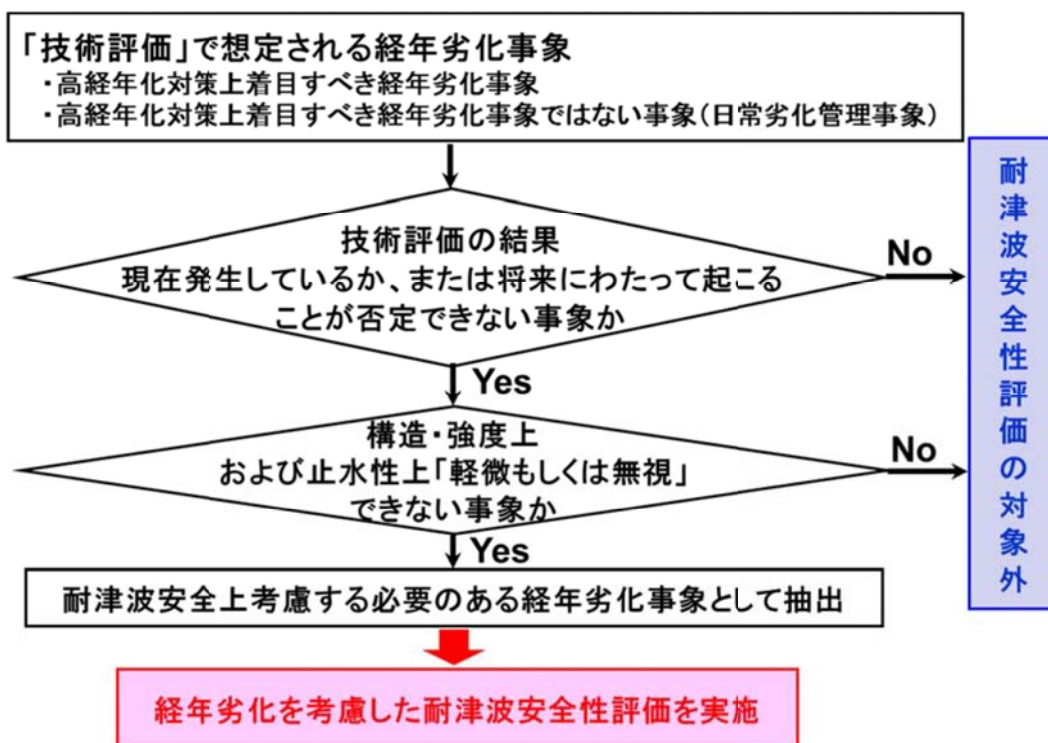 「技術評価」で想定される経年劣化事象
・高経年化対策上着目すべき経年劣化事象
・高経年化対策上着目すべき経年劣化事象ではない事象(日常劣化管理事象)
技術評価の結果
現在発生しているか、または将来にわたって起こる
ことが否定できない事象か
No
Yes
構造・強度上
および止水性上「軽微もしくは無視」
できない事象か
No
Yes
耐津波安全上考慮する必要のある経年劣化事象として抽出
経年劣化を考慮した耐津波安全性評価を実施
耐津波安全性評価の対象外